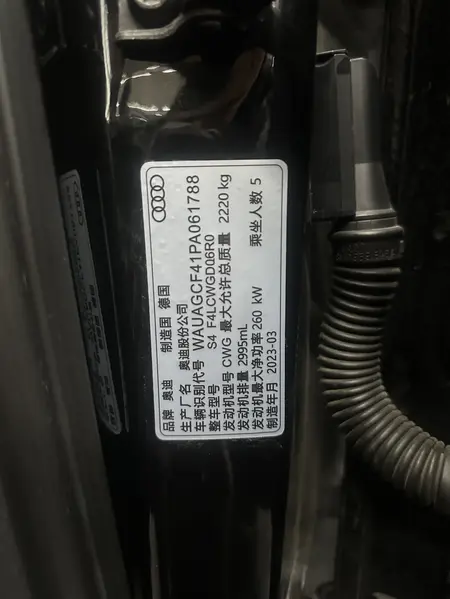 品牌 奥迪 制造国 德国
生产厂名 奥迪股份公司
车辆识别代号 WAUAGCF41PA061788
整车型号 S4 F4LCWGD06R0
发动机型号 CWG 最大允许总质量 2220 kg
发动机排量 2995mL 乘坐人数 5
发动机最大净功率 260 kW
制造年月 2023-03